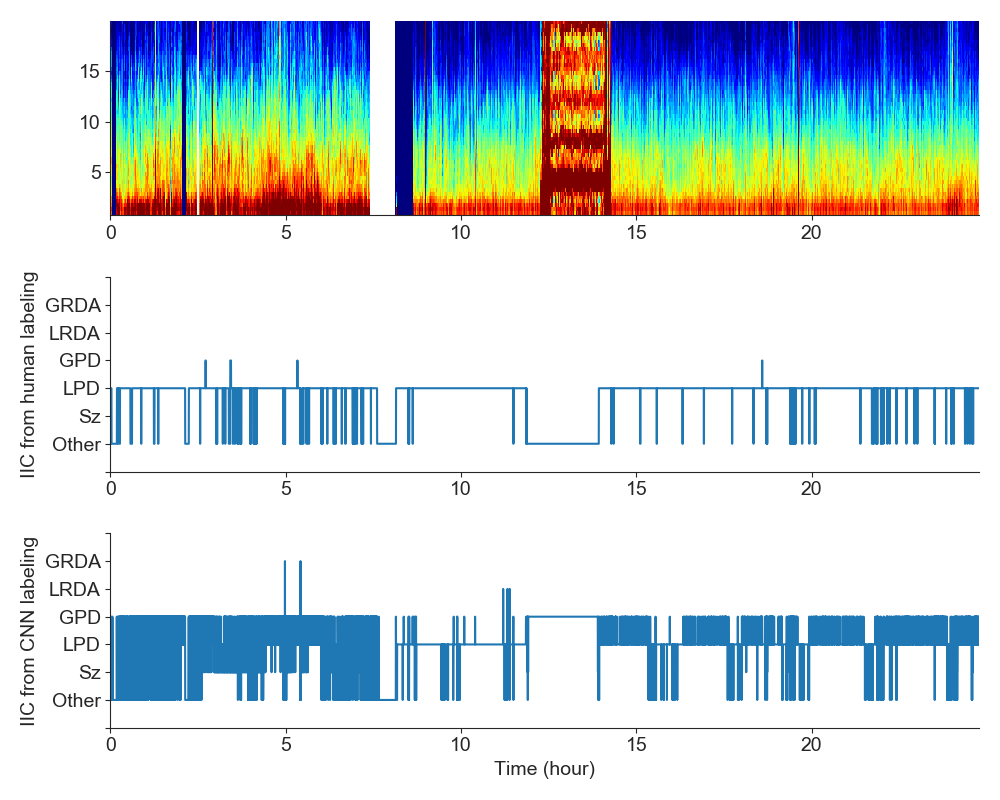 15
10
5
0 5 10 15 20
IIC from human labeling
GRDA
LRDA
GPD
LPD
Sz
Other
0 5 10 15 20
IIC from CNN labeling
GRDA
LRDA
GPD
LPD
Sz
Other
0 5 10 15 20
Time (hour)